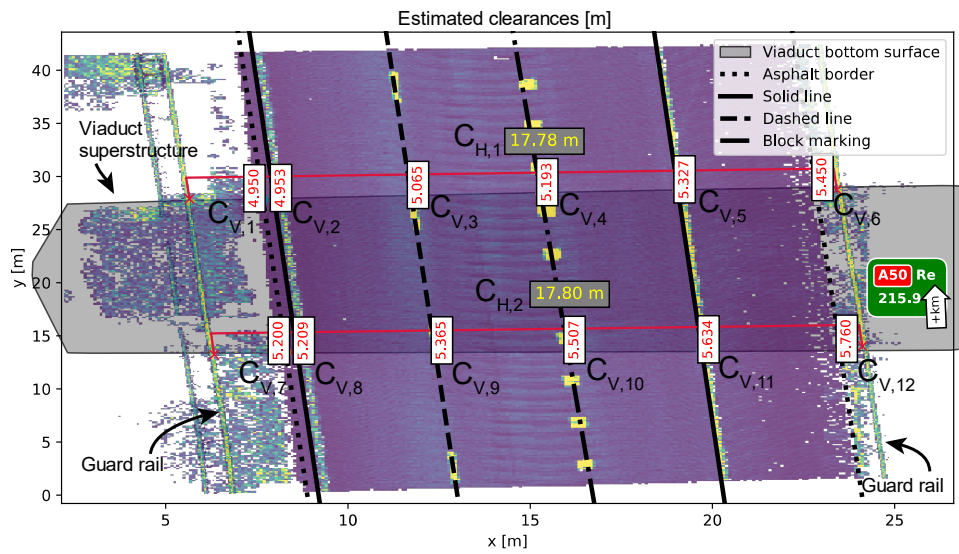 Estimated clearances [m]
Viaduct bottom surface
Asphalt border
Solid line
Dashed line
Block marking
Viaduct
superstructure
C_H,1
17.78 m
4.950
4.953
5.065
5.193
5.327
5.450
C_V,1
C_V,2
C_V,3
C_V,4
C_V,5
C_V,6
A50 Re
215.9
+km
C_H,2
17.80 m
5.200
5.209
5.365
5.507
5.634
5.760
C_V,7
C_V,8
C_V,9
C_V,10
C_V,11
C_V,12
Guard rail
Guard rail
y [m]
40
35
30
25
20
15
10
5
0
5
10
15
20
25
x [m]